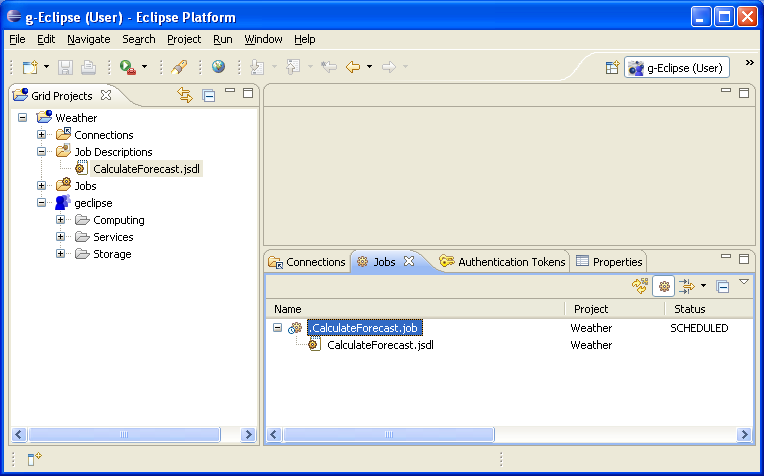 g-Eclipse (User) - Eclipse Platform
File Edit Navigate Search Project Run Window Help
g-Eclipse (User) »
Grid Projects
Weather
Connections
Job Descriptions
CalculateForecast.jsdl
Jobs
geclipse
Computing
Services
Storage
Connections Jobs Authentication Tokens Properties
Name Project Status
.CalculateForecast.job Weather SCHEDULED
CalculateForecast.jsdl Weather